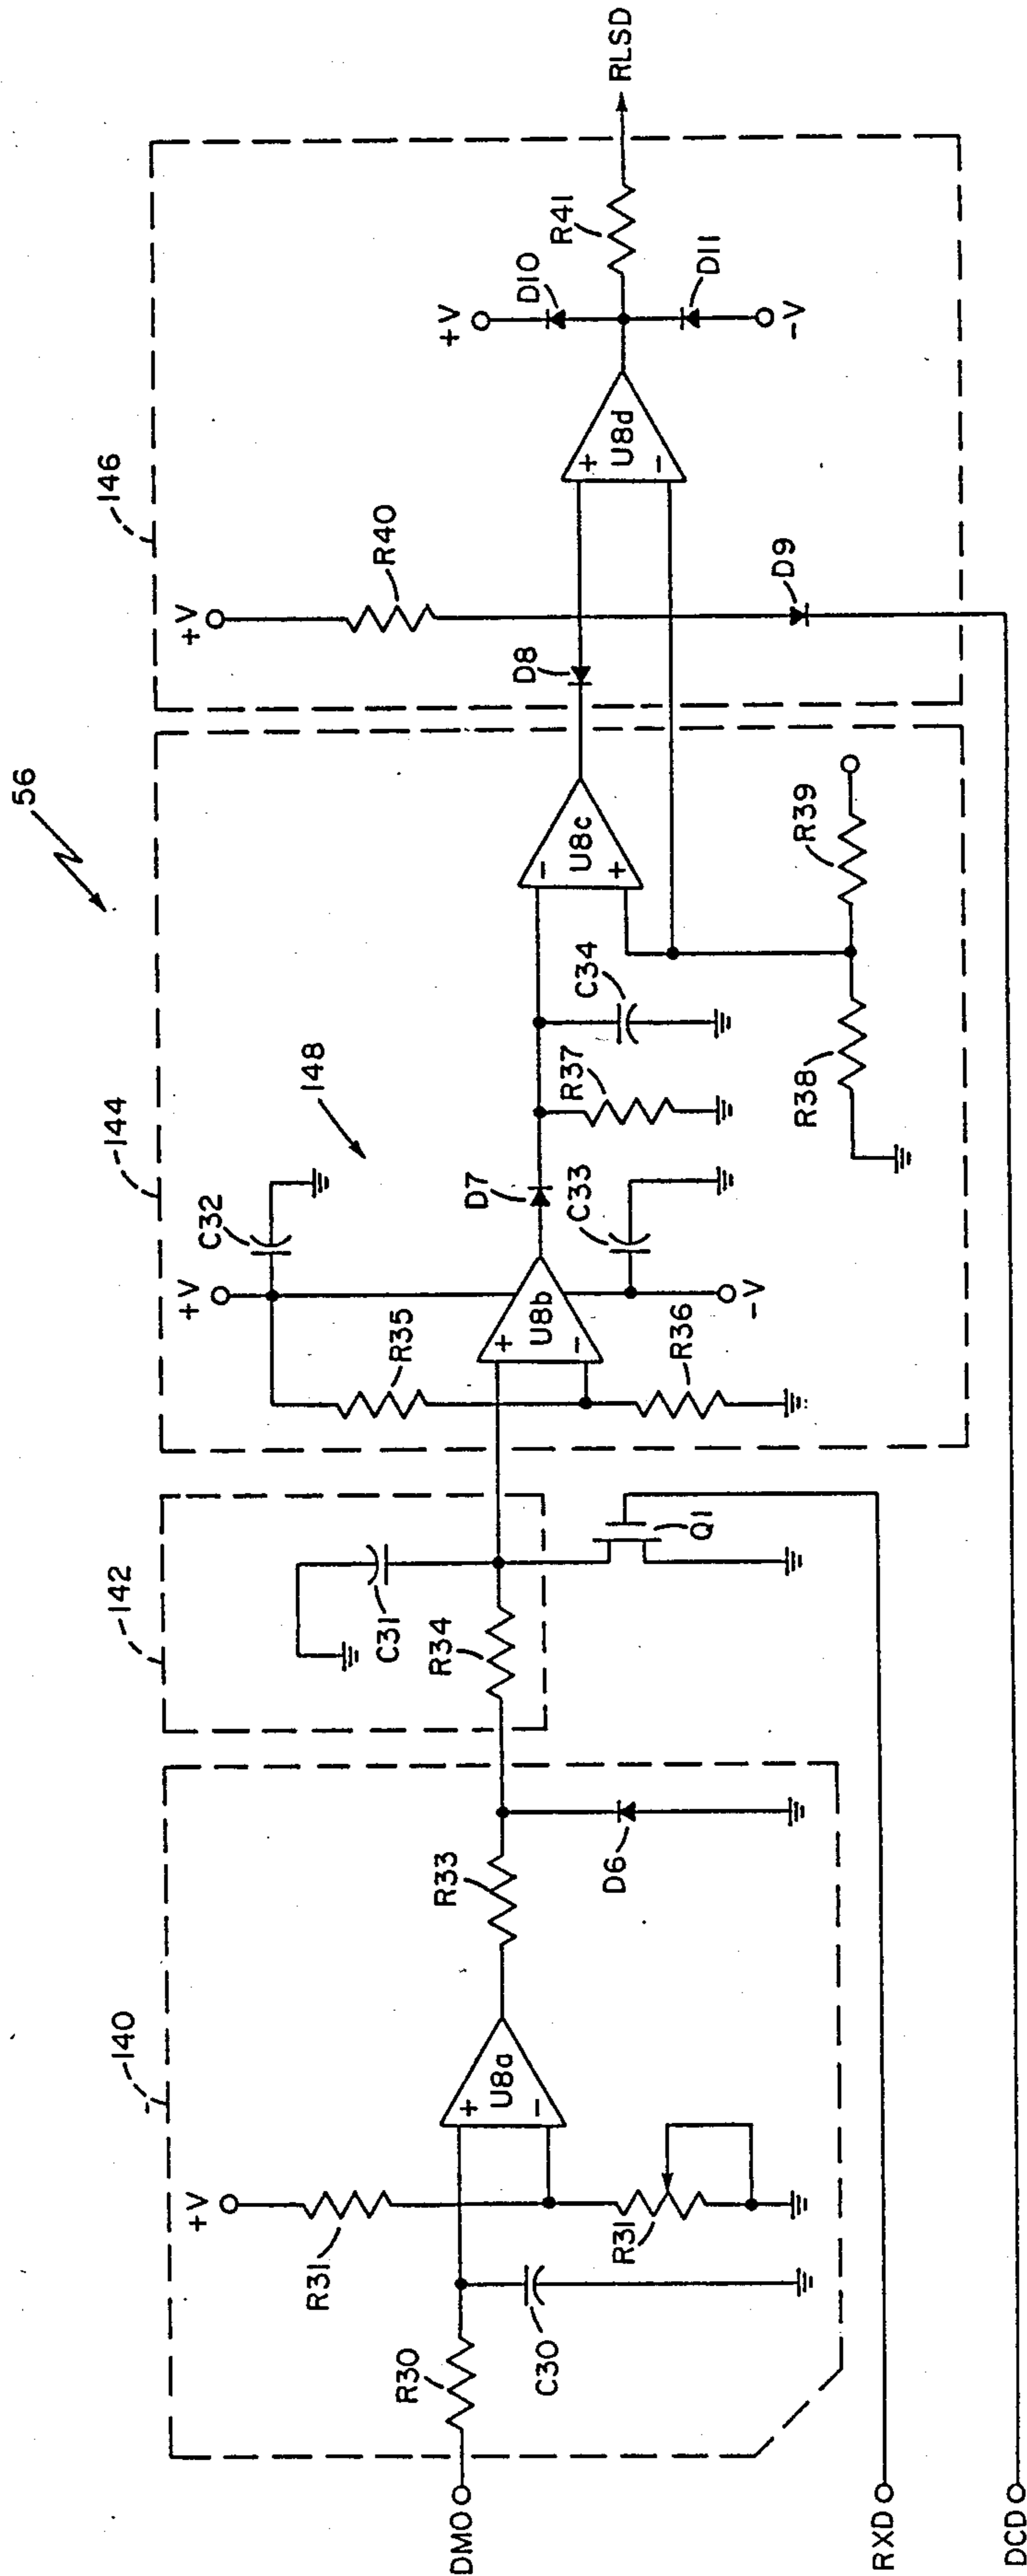 56
140
142
144
146
148
DMO
R30
C30
+V
R31
R31
+
U8a
−
R33
D6
R34
C31
Q1
+V
C32
R35
+
U8b
−
R36
−V
C33
D7
R37
C34
−
U8c
+
R38
R39
D8
+V
R40
D9
+
U8d
−
+V
D10
D11
−V
R41
RLSD
RXD
DCD